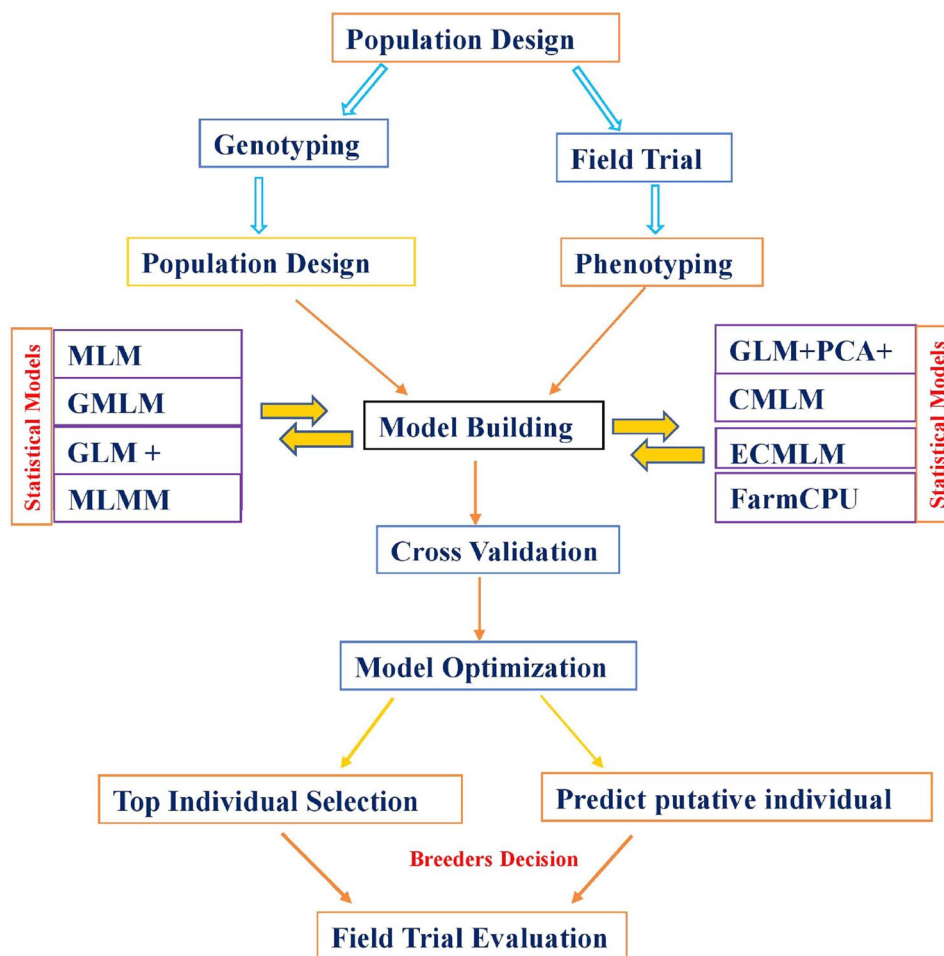 Population Design
Genotyping
Field Trial
Population Design
Phenotyping
Statistical Models
MLM
GMLM
GLM +
MLMM
Model Building
GLM+PCA+
CMLM
ECMLM
FarmCPU
Statistical Models
Cross Validation
Model Optimization
Top Individual Selection
Predict putative individual
Breeders Decision
Field Trial Evaluation